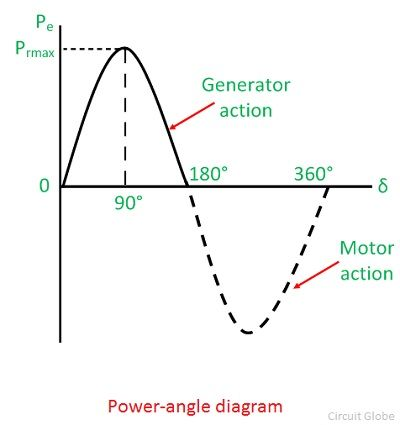 Pe
Prmax
Generator
action
0
180°
360°
δ
90°
Motor
action
Power-angle diagram
Circuit Globe